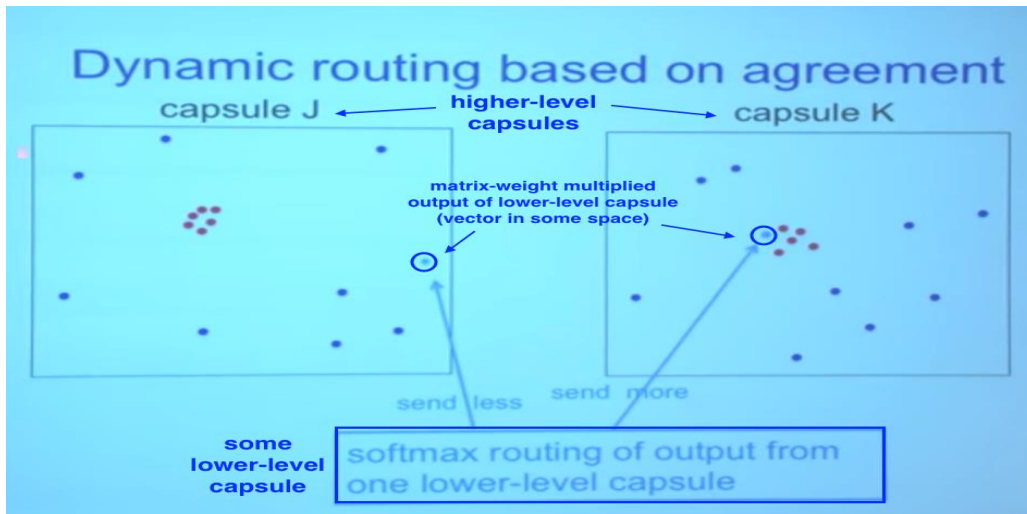 Dynamic routing based on agreement
capsule J
higher-level
capsules
capsule K
matrix-weight multiplied
output of lower-level capsule
(vector in some space)
send less
send more
some
lower-level
capsule
softmax routing of output from
one lower-level capsule